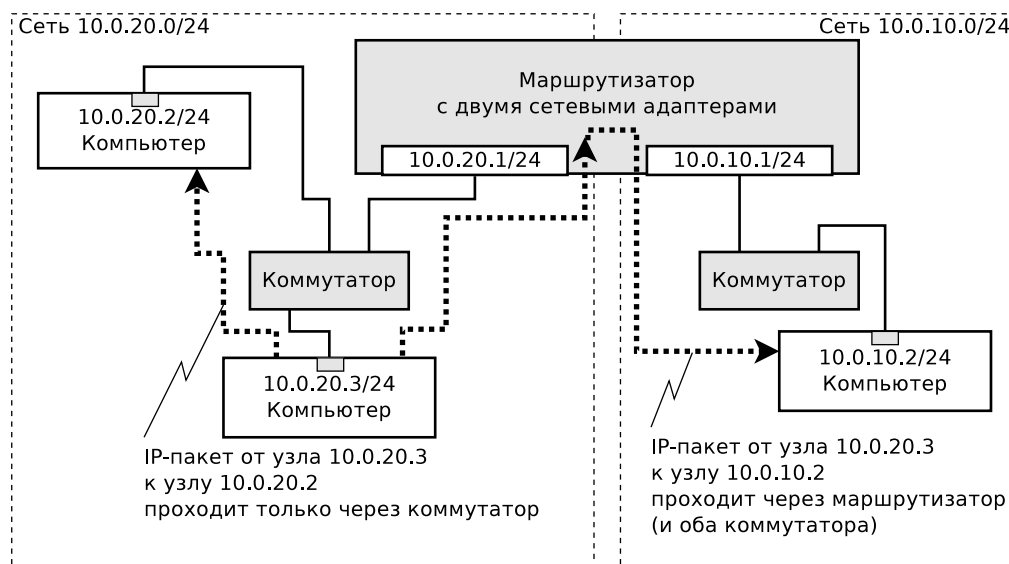 Сеть 10.0.20.0/24
Сеть 10.0.10.0/24
Маршрутизатор
с двумя сетевыми адаптерами
10.0.20.2/24
Компьютер
10.0.20.1/24
10.0.10.1/24
Коммутатор
Коммутатор
10.0.20.3/24
Компьютер
10.0.10.2/24
Компьютер
IP-пакет от узла 10.0.20.3
к узлу 10.0.20.2
проходит только через коммутатор
IP-пакет от узла 10.0.20.3
к узлу 10.0.10.2
проходит через маршрутизатор
(и оба коммутатора)